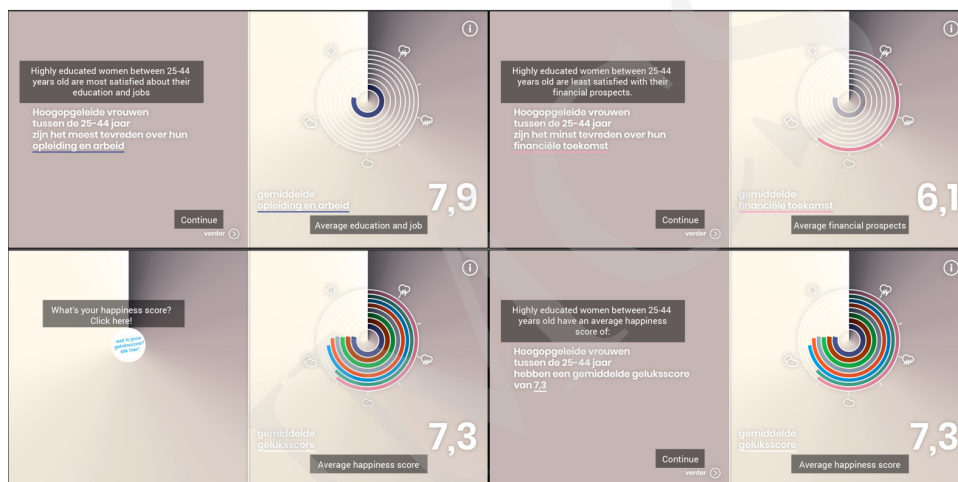 Highly educated women between 25-44
years old are most satisfied about their
education and jobs
Hoogopgeleide vrouwen
tussen de 25-44 jaar
zijn het meest tevreden over hun
opleiding en arbeid
Continue
verder
gemiddelde
opleiding en arbeid
7,9
Average education and job
Highly educated women between 25-44
years old are least satisfied with their
financial prospects.
Hoogopgeleide vrouwen
tussen de 25-44 jaar
zijn het minst tevreden over hun
financiële toekomst
Continue
verder
gemiddelde
financiële toekomst
6,1
Average financial prospects
What's your happiness score?
Click here!
wat is jouw
geluksscore?
klik hier!
gemiddelde
geluksscore
7,3
Average happiness score
Highly educated women between 25-44
years old have an average happiness
score of:
Hoogopgeleide vrouwen
tussen de 25-44 jaar
hebben een gemiddelde geluksscore
van 7,3
Continue
verder
gemiddelde
geluksscore
7,3
Average happiness score